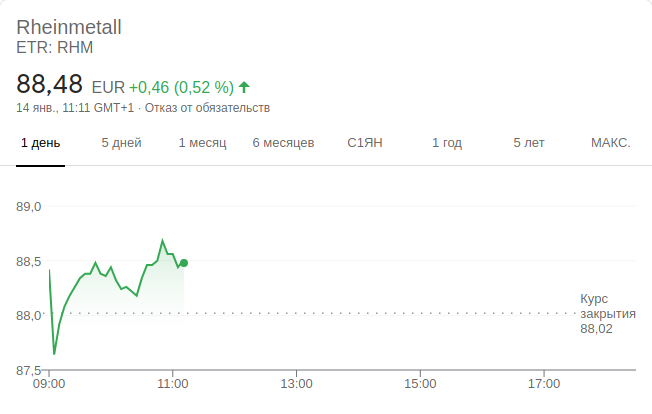 Rheinmetall
ETR: RHM
88,48 EUR +0,46 (0,52 %)
14 янв., 11:11 GMT+1 · Отказ от обязательств
1 день 5 дней 1 месяц 6 месяцев С1ЯН 1 год 5 лет МАКС.
89,0
88,5
88,0
87,5
Курс
закрытия
88,02
09:00 11:00 13:00 15:00 17:00